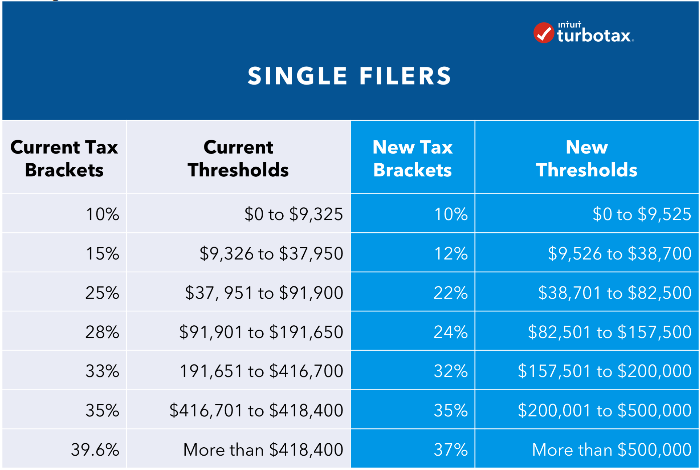 intuit
turbotax.
SINGLE FILERS
Current Tax Brackets Current Thresholds New Tax Brackets New Thresholds
10% $0 to $9,325 10% $0 to $9,525
15% $9,326 to $37,950 12% $9,526 to $38,700
25% $37, 951 to $91,900 22% $38,701 to $82,500
28% $91,901 to $191,650 24% $82,501 to $157,500
33% 191,651 to $416,700 32% $157,501 to $200,000
35% $416,701 to $418,400 35% $200,001 to $500,000
39.6% More than $418,400 37% More than $500,000